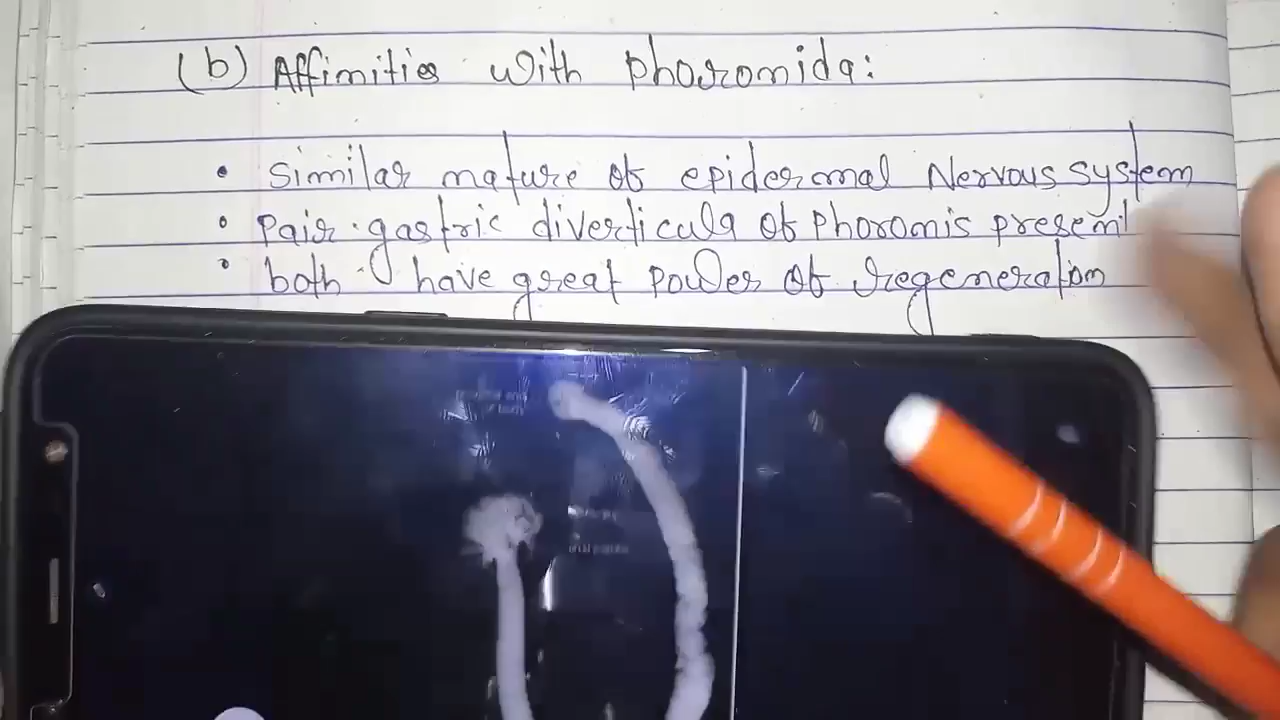 (b) Affinities with phoronida:
• Similar nature of epidermal Nervous system
• pair gastric diverticula of phoronis present
• both have great power of regeneration